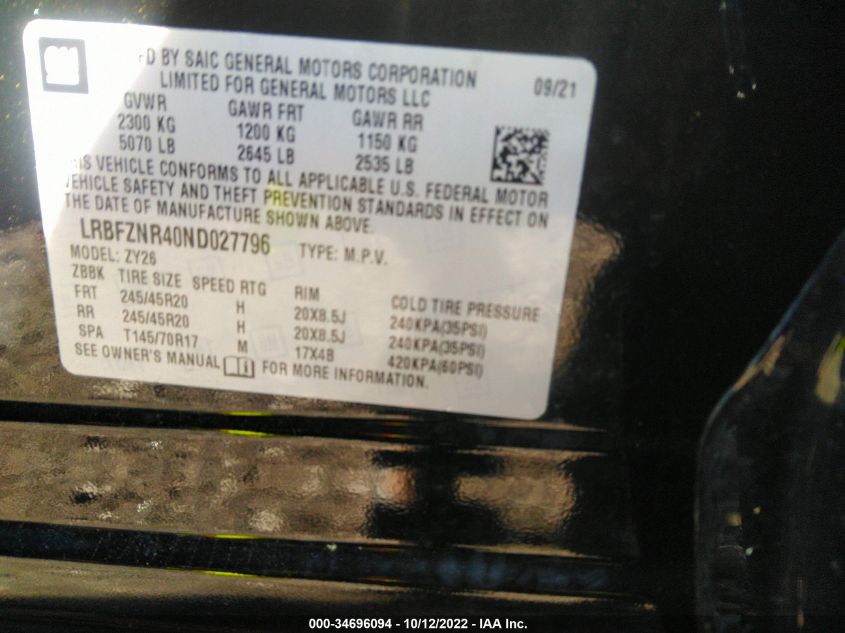 GM
D BY SAIC GENERAL MOTORS CORPORATION
LIMITED FOR GENERAL MOTORS LLC
09/21
GVWR GAWR FRT GAWR RR
2300 KG 1200 KG 1150 KG
5070 LB 2645 LB 2535 LB
VEHICLE CONFORMS TO ALL APPLICABLE U.S. FEDERAL MOTOR
VEHICLE SAFETY AND THEFT PREVENTION STANDARDS IN EFFECT ON
THE DATE OF MANUFACTURE SHOWN ABOVE.
LRBFZNR40ND027796
MODEL: ZY26 TYPE: M.P.V.
ZBBK TIRE SIZE SPEED RTG RIM COLD TIRE PRESSURE
FRT 245/45R20 H 20X8.5J 240KPA(35PSI)
RR 245/45R20 H 20X8.5J 240KPA(35PSI)
SPA T145/70R17 M 17X4B 420KPA(60PSI)
SEE OWNER'S MANUAL FOR MORE INFORMATION.
000-34696094 - 10/12/2022 - IAA Inc.